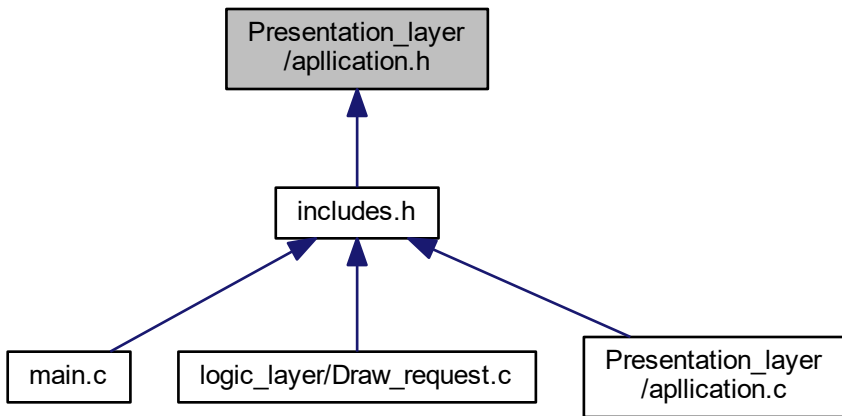 Presentation_layer
/apllication.h
includes.h
main.c
logic_layer/Draw_request.c
Presentation_layer
/apllication.c